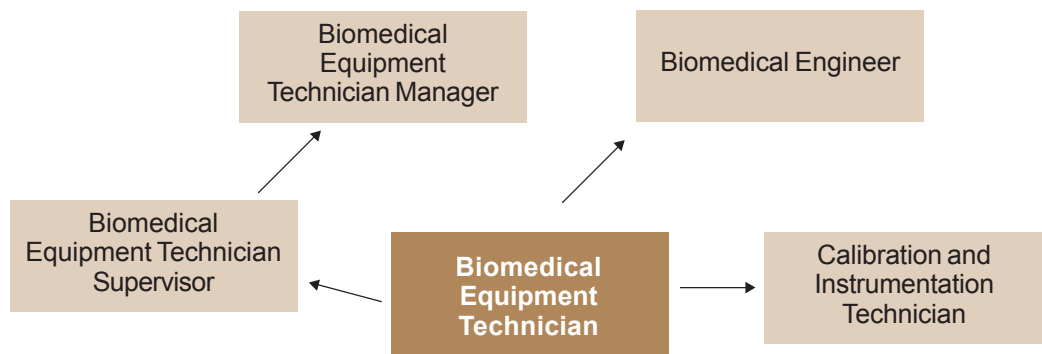 Biomedical
Equipment
Technician Manager
Biomedical Engineer
Biomedical
Equipment Technician
Supervisor
Biomedical
Equipment
Technician
Calibration and
Instrumentation
Technician